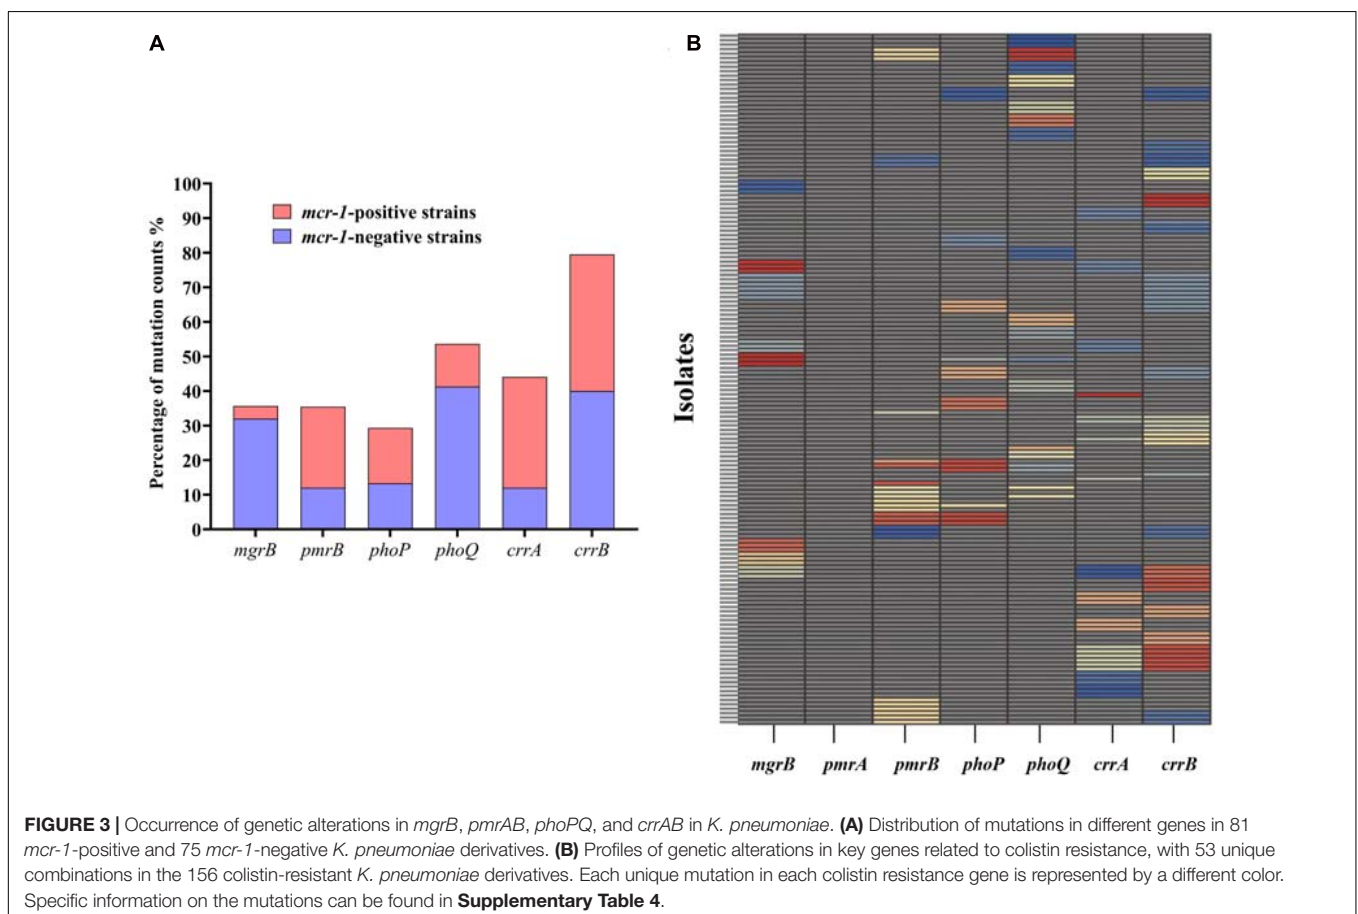 A
B
100
90
80
70
60
50
40
30
20
10
0
Percentage of mutation counts %
mcr-1-positive strains
mcr-1-negative strains
mgrB pmrB phoP phoQ crrA crrB
Isolates
mgrB pmrA pmrB phoP phoQ crrA crrB
FIGURE 3 | Occurrence of genetic alterations in mgrB, pmrAB, phoPQ, and crrAB in K. pneumoniae. (A) Distribution of mutations in different genes in 81
mcr-1-positive and 75 mcr-1-negative K. pneumoniae derivatives. (B) Profiles of genetic alterations in key genes related to colistin resistance, with 53 unique
combinations in the 156 colistin-resistant K. pneumoniae derivatives. Each unique mutation in each colistin resistance gene is represented by a different color.
Specific information on the mutations can be found in Supplementary Table 4.